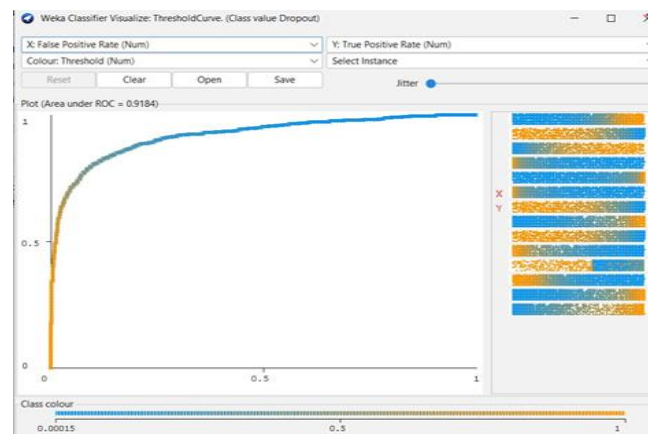 Weka Classifier Visualize: ThresholdCurve. (Class value Dropout)
X: False Positive Rate (Num)
Y: True Positive Rate (Num)
Colour: Threshold (Num)
Select Instance
Reset
Clear
Open
Save
Jitter
Plot (Area under ROC = 0.9184)
1
0.5
0
0
0.5
1
X
Y
Class colour
0.00015
0.5
1